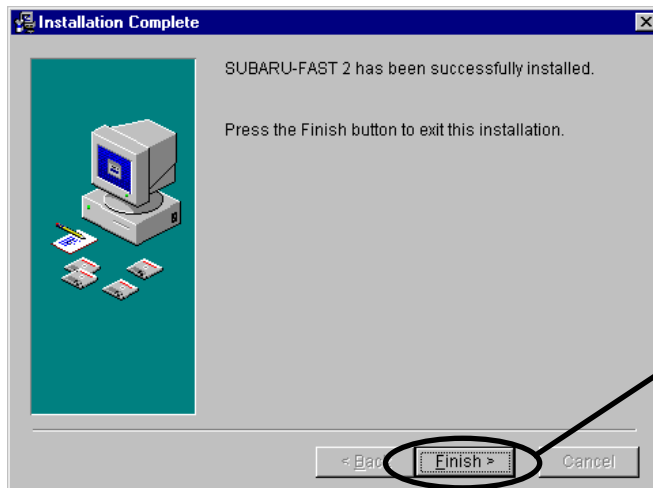 Installation Complete
SUBARU-FAST 2 has been successfully installed.
Press the Finish button to exit this installation.
Finish >
Cancel